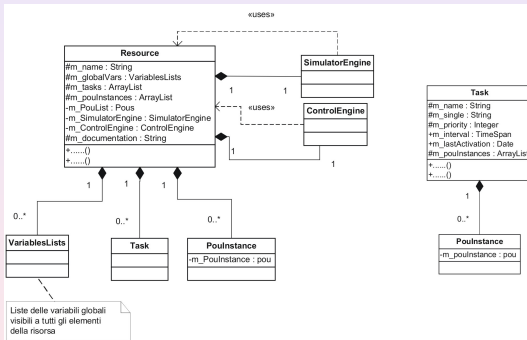 «uses»
Resource
#m_name : String
#m_globalVars : VariablesLists
#m_tasks : ArrayList
#m_pouInstances : ArrayList
-m_PouList : Pous
-m_SimulatorEngine : SimulatorEngine
-m_ControlEngine : ControlEngine
#m_documentation : String
+......()
+......()
SimulatorEngine
1
1
«uses»
ControlEngine
1
1
1
1
1
0..*
0..*
0..*
VariablesLists
Task
PouInstance
-m_PouInstance : pou
Liste delle variabili globali
visibili a tutti gli elementi
della risorsa
Task
#m_name : String
#m_single : String
#m_priority : Integer
+m_interval : TimeSpan
+m_lastActivation : Date
#m_pouInstances : ArrayList
+......()
+......()
1
0..*
PouInstance
-m_pouInstance : pou